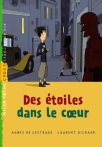 Des étoiles
dans le cœur
AGNÈS DE LESTRADE · LAURENT RICHARD